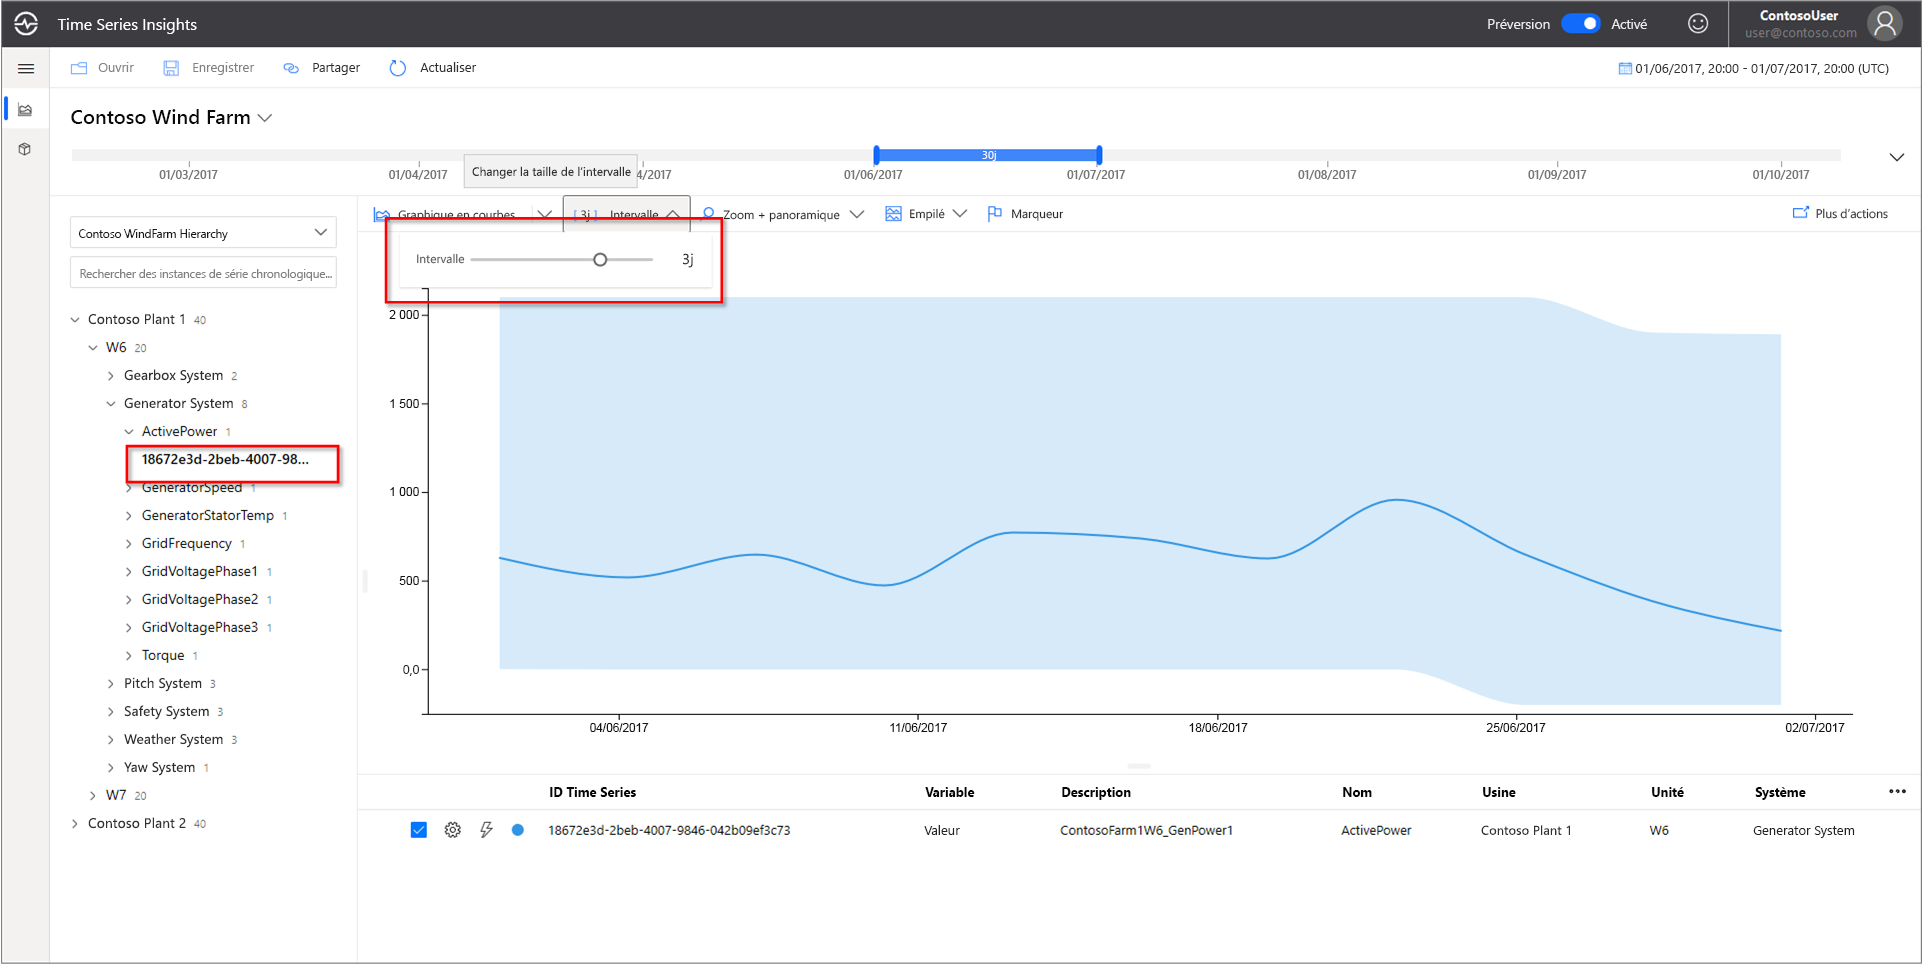 Time Series Insights
Préversion Activé
ContosoUser
user@contoso.com
Ouvrir Enregistrer Partager Actualiser
01/06/2017, 20:00 - 01/07/2017, 20:00 (UTC)
Contoso Wind Farm
30j
01/03/2017 01/04/2017 4/2017 01/06/2017 01/07/2017 01/08/2017 01/09/2017 01/10/2017
Changer la taille de l'intervalle
Graphique en courbes [ 3j ] Intervalle Zoom + panoramique Empilé Marqueur Plus d'actions
Intervalle 3j
Contoso WindFarm Hierarchy
Rechercher des instances de série chronologique...
Contoso Plant 1 40
W6 20
Gearbox System 2
Generator System 8
ActivePower 1
18672e3d-2beb-4007-98...
GeneratorSpeed 1
GeneratorStatorTemp 1
GridFrequency 1
GridVoltagePhase1 1
GridVoltagePhase2 1
GridVoltagePhase3 1
Torque 1
Pitch System 3
Safety System 3
Weather System 3
Yaw System 1
W7 20
Contoso Plant 2 40
2 000
1 500
1 000
500
0,0
04/06/2017 11/06/2017 18/06/2017 25/06/2017 02/07/2017
ID Time Series Variable Description Nom Usine Unité Système
18672e3d-2beb-4007-9846-042b09ef3c73 Valeur ContosoFarm1W6_GenPower1 ActivePower Contoso Plant 1 W6 Generator System